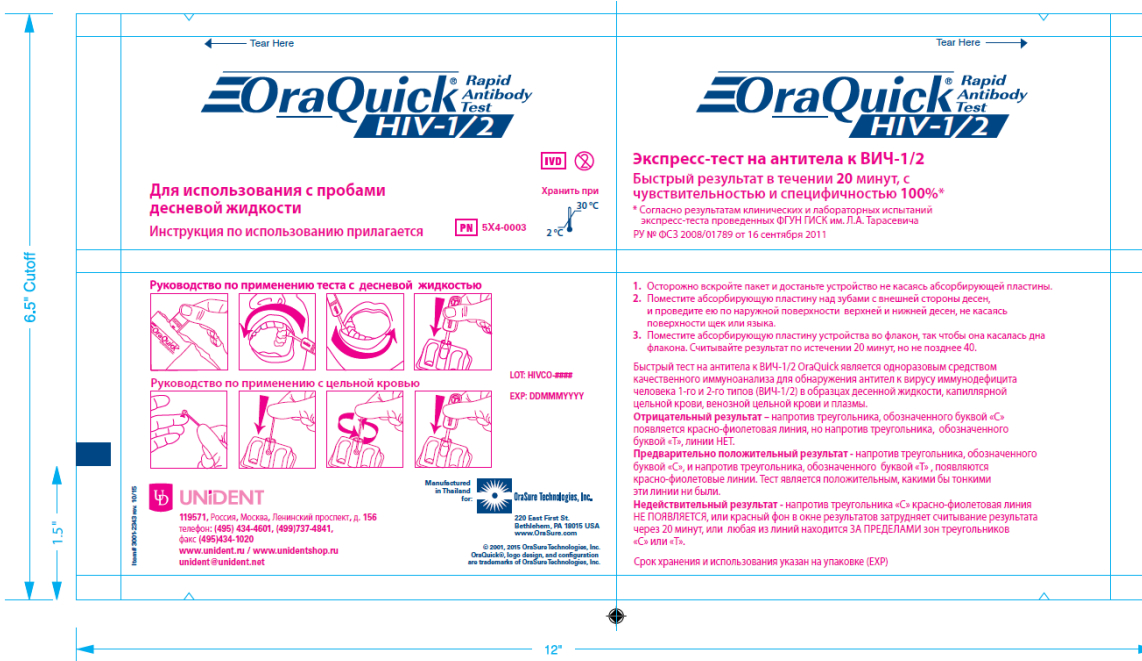 Tear Here
OraQuick® Rapid Antibody Test
HIV-1/2
IVD
Для использования с пробами
десневой жидкости
Инструкция по использованию прилагается
PN 5X4-0003
Хранить при
30 ºC
2 ºC
Tear Here
OraQuick® Rapid Antibody Test
HIV-1/2
Экспресс-тест на антитела к ВИЧ-1/2
Быстрый результат в течении 20 минут, с
чувствительностью и специфичностью 100%*
* Согласно результатам клинических и лабораторных испытаний
экспресс-теста проведенных ФГУН ГИСК им. Л.А. Тарасевича
РУ № ФСЗ 2008/01789 от 16 сентября 2011
6.5" Cutoff
1.5"
Руководство по применению теста с десневой жидкостью
OraQuick
Руководство по применению с цельной кровью
LOT: HIVCO-####
EXP: DDMMMYYYY
Item# 3001-2343 rev. 10/15
UNiDENT
119571, Россия, Москва, Ленинский проспект, д. 156
телефон: (495) 434-4601, (499)737-4841,
факс (495)434-1020
www.unident.ru / www.unidentshop.ru
unident@unident.net
Manufactured
in Thailand
for:
OraSure Technologies, Inc.
220 East First St.
Bethlehem, PA 18015 USA
www.OraSure.com
© 2001, 2015 OraSure Technologies, Inc.
OraQuick®, logo design, and configuration
are trademarks of OraSure Technologies, Inc.
1. Осторожно вскройте пакет и достаньте устройство не касаясь абсорбирующей пластины.
2. Поместите абсорбирующую пластину над зубами с внешней стороны десен,
и проведите ею по наружной поверхности верхней и нижней десен, не касаясь
поверхности щек или языка.
3. Поместите абсорбирующую пластину устройства во флакон, так чтобы она касалась дна
флакона. Считывайте результат по истечении 20 минут, но не позднее 40.
Быстрый тест на антитела к ВИЧ-1/2 OraQuick является одноразовым средством
качественного иммуноанализа для обнаружения антител к вирусу иммунодефицита
человека 1-го и 2-го типов (ВИЧ-1/2) в образцах десенной жидкости, капиллярной
цельной крови, венозной цельной крови и плазмы.
Отрицательный результат – напротив треугольника, обозначенного буквой «С»
появляется красно-фиолетовая линия, но напротив треугольника, обозначенного
буквой «Т», линии НЕТ.
Предварительно положительный результат - напротив треугольника, обозначенного
буквой «С», и напротив треугольника, обозначенного буквой «Т» , появляются
красно-фиолетовые линии. Тест является положительным, какими бы тонкими
эти линии ни были.
Недействительный результат - напротив треугольника «С» красно-фиолетовая линия
НЕ ПОЯВЛЯЕТСЯ, или красный фон в окне результатов затрудняет считывание результата
через 20 минут, или любая из линий находится ЗА ПРЕДЕЛАМИ зон треугольников
«С» или «Т».
Срок хранения и использования указан на упаковке (EXP)
12"